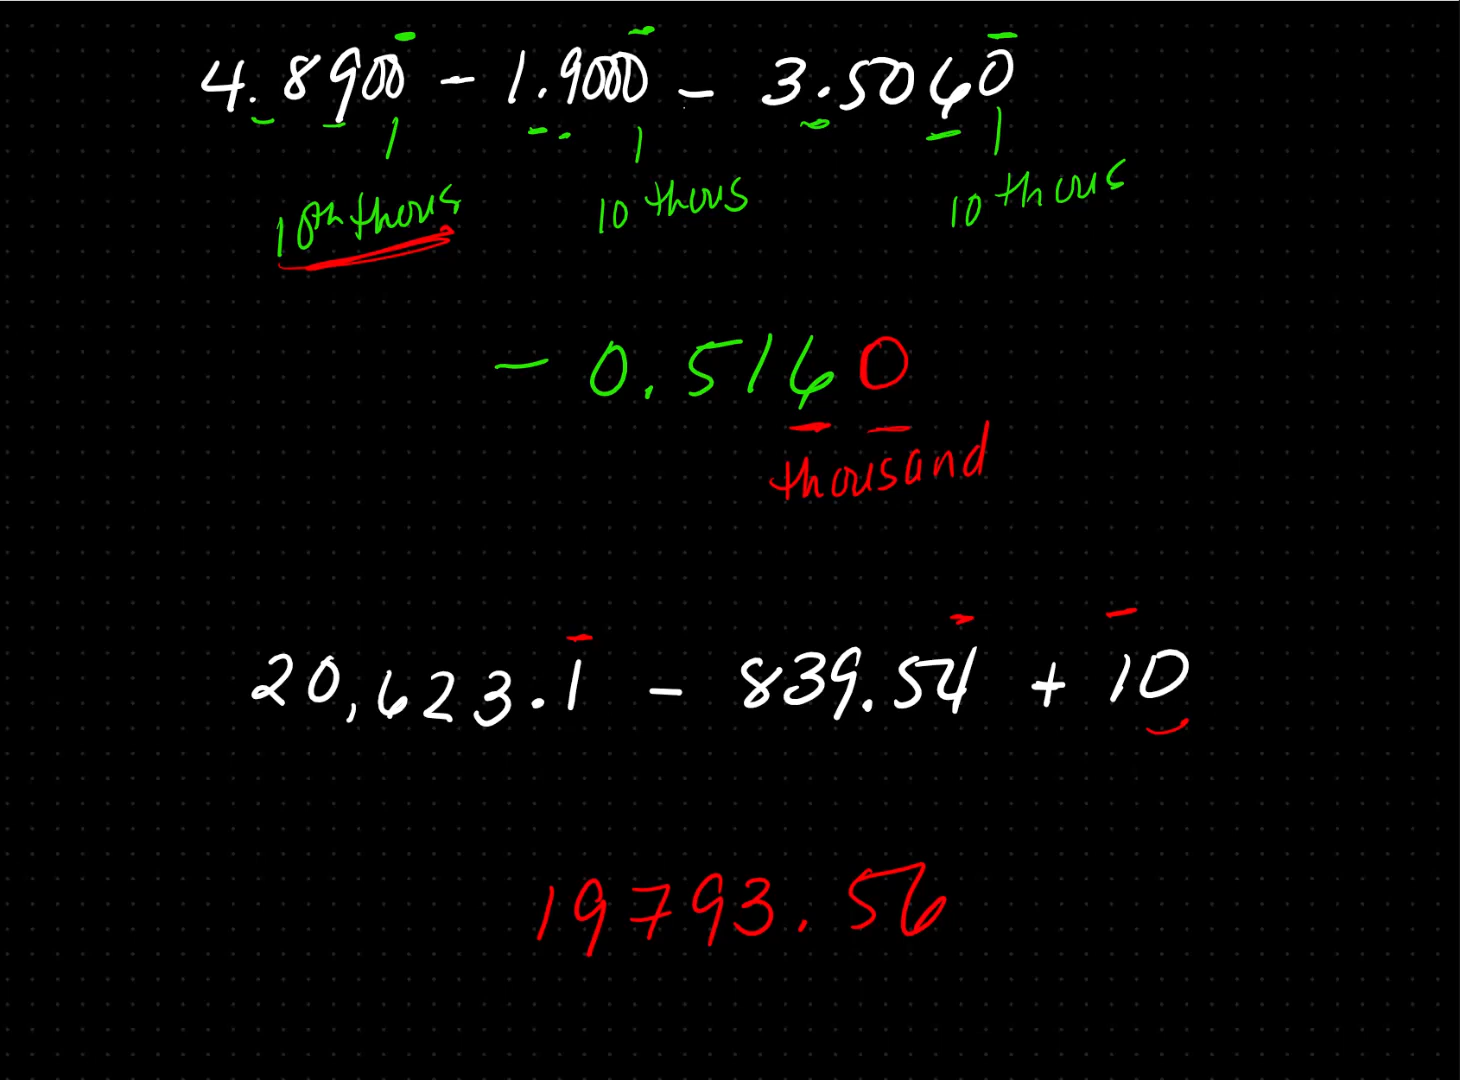 4.8900 - 1.9000 - 3.5060
10th thous 10 thous 10 thous
- 0.5160
thousand
20,623.1 - 839.54 + 10
19793.56